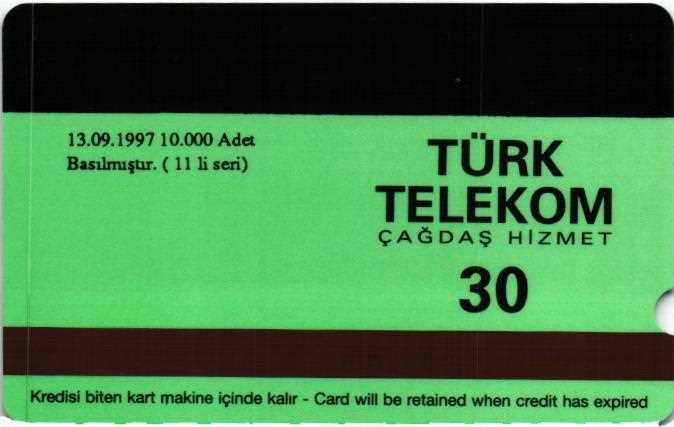 13.09.1997 10.000 Adet
Basılmıştır. ( 11 li seri)
TÜRK
TELEKOM
ÇAĞDAŞ HİZMET
30
Kredisi biten kart makine içinde kalır - Card will be retained when credit has expired